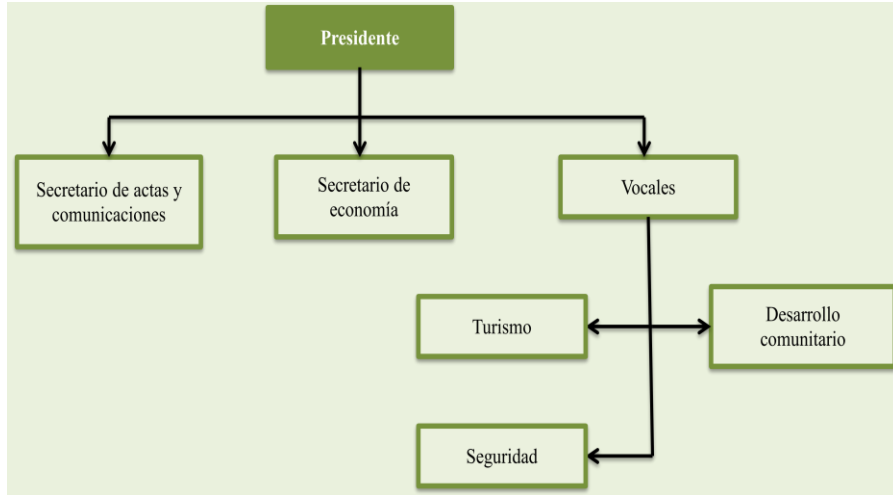 Presidente
Secretario de actas y
comunicaciones
Secretario de
economía
Vocales
Turismo
Desarrollo
comunitario
Seguridad